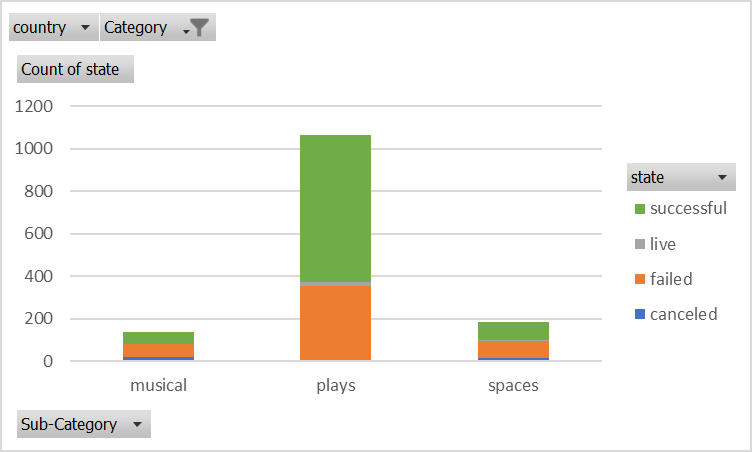 country Category
Count of state
1200
1000
800
600
400
200
0
musical plays spaces
state
successful
live
failed
canceled
Sub-Category